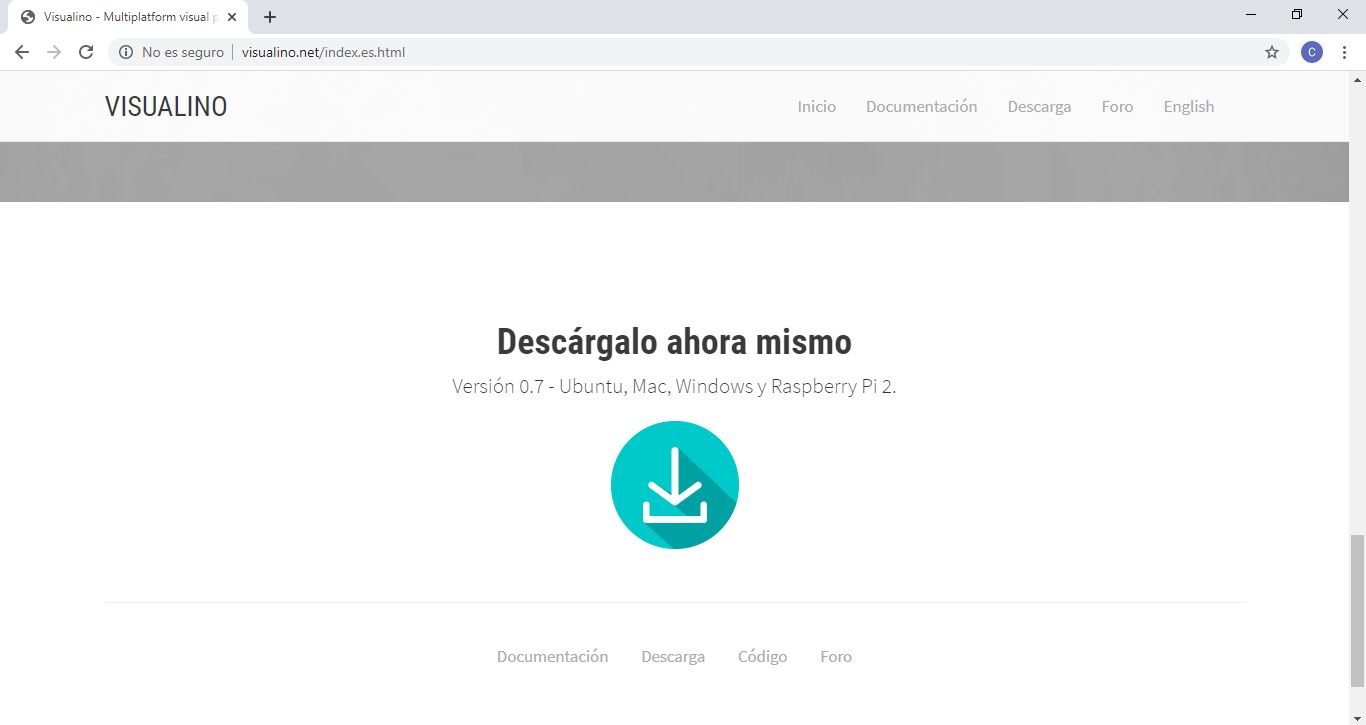 Visualino - Multiplatform visual p
No es seguro | visualino.net/index.es.html
C
VISUALINO
Inicio Documentación Descarga Foro English
Descárgalo ahora mismo
Versión 0.7 - Ubuntu, Mac, Windows y Raspberry Pi 2.
Documentación Descarga Código Foro